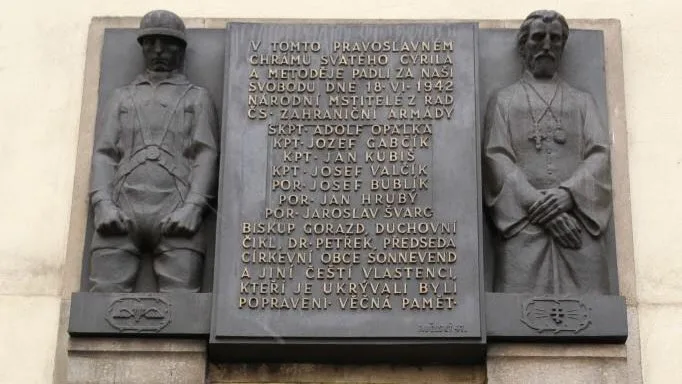 V TOMTO PRAVOSLAVNÉM
CHRÁMU SVATÉHO CYRILA
A METODĚJE PADLI ZA NAŠI
SVOBODU DNE 18·VI·1942
NÁRODNÍ MSTITELÉ Z ŘAD
ČS· ZAHRANIČNÍ ARMÁDY
ŠKPT· ADOLF OPÁLKA
KPT· JOZEF GABČÍK
KPT· JAN KUBIŠ
KPT· JOSEF VALČÍK
POR· JOSEF BUBLÍK
POR· JAN HRUBÝ
POR· JAROSLAV ŠVARC
BISKUP GORAZD, DUCHOVNÍ
ČIKL, DR· PETŘEK, PŘEDSEDA
CÍRKEVNÍ OBCE SONNEVEND
A JINÍ ČEŠTÍ VLASTENCI,
KTEŘÍ JE UKRÝVALI BYLI
POPRAVENI· VĚČNÁ PAMĚŤ·